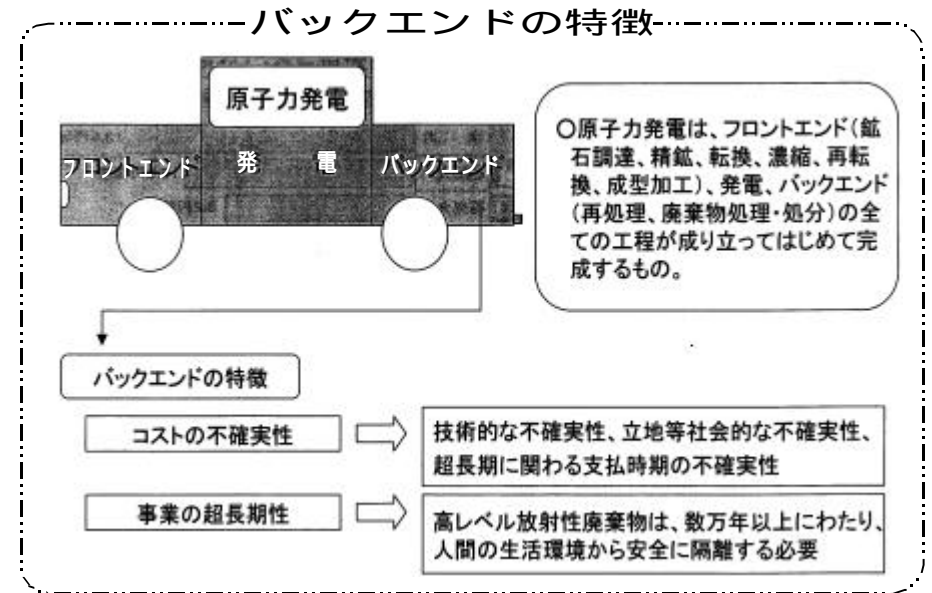 バックエンドの特徴
原子力発電
フロントエンド
発　電
バックエンド
〇原子力発電は、フロントエンド(鉱
石調達、精鉱、転換、濃縮、再転
換、成型加工)、発電、バックエンド
(再処理、廃棄物処理・処分)の全
ての工程が成り立ってはじめて完
成するもの。
バックエンドの特徴
コストの不確実性
技術的な不確実性、立地等社会的な不確実性、
超長期に関わる支払時期の不確実性
事業の超長期性
高レベル放射性廃棄物は、数万年以上にわたり、
人間の生活環境から安全に隔離する必要